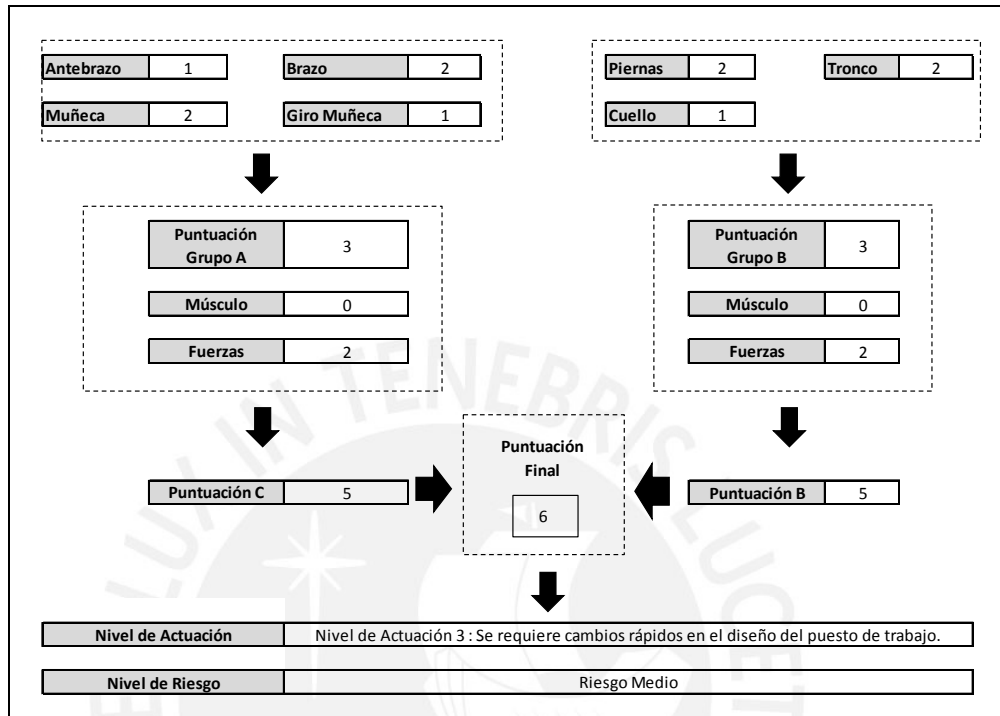 Antebrazo 1 Brazo 2
Muñeca 2 Giro Muñeca 1
Piernas 2 Tronco 2
Cuello 1
Puntuación
Grupo A
3
Músculo 0
Fuerzas 2
Puntuación
Grupo B
3
Músculo 0
Fuerzas 2
Puntuación C 5
Puntuación
Final
6
Puntuación B 5
Nivel de Actuación Nivel de Actuación 3 : Se requiere cambios rápidos en el diseño del puesto de trabajo.
Nivel de Riesgo Riesgo Medio
IN TENEBRIS LUCET